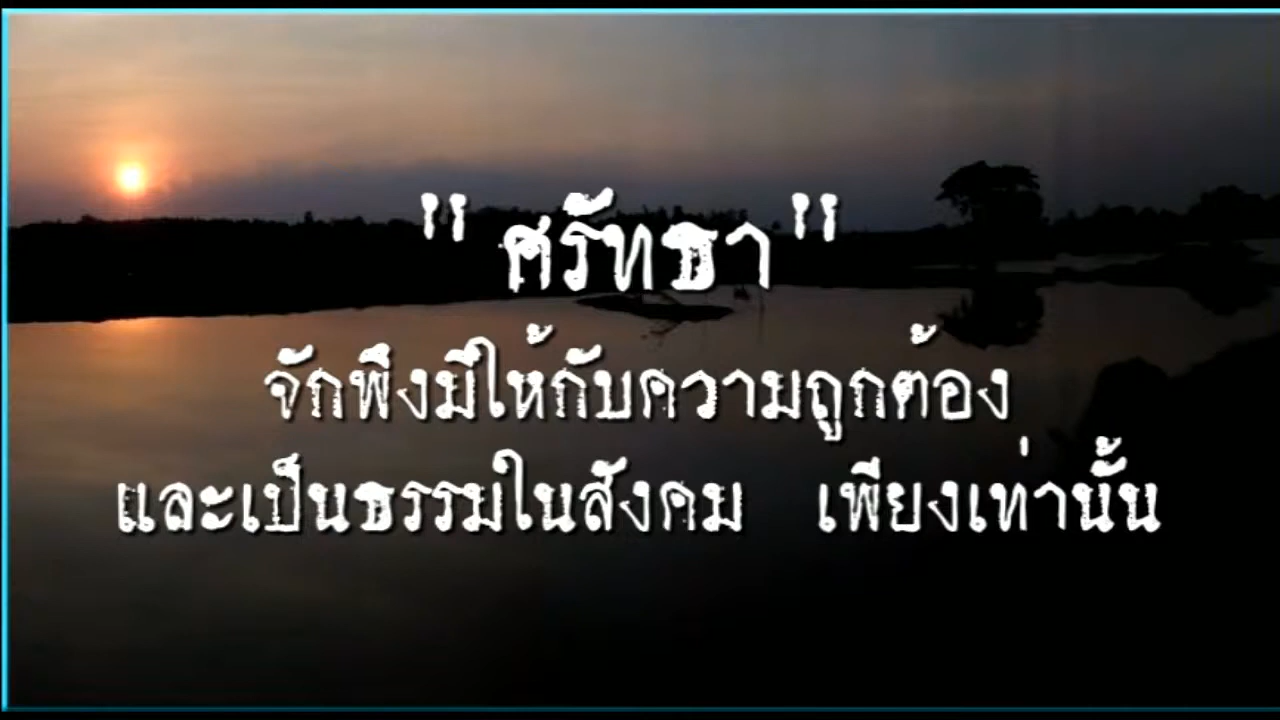 "ศรัทธา"
จักพึงมีให้กับความถูกต้อง
และเป็นธรรมในสังคม เพียงเท่านั้น